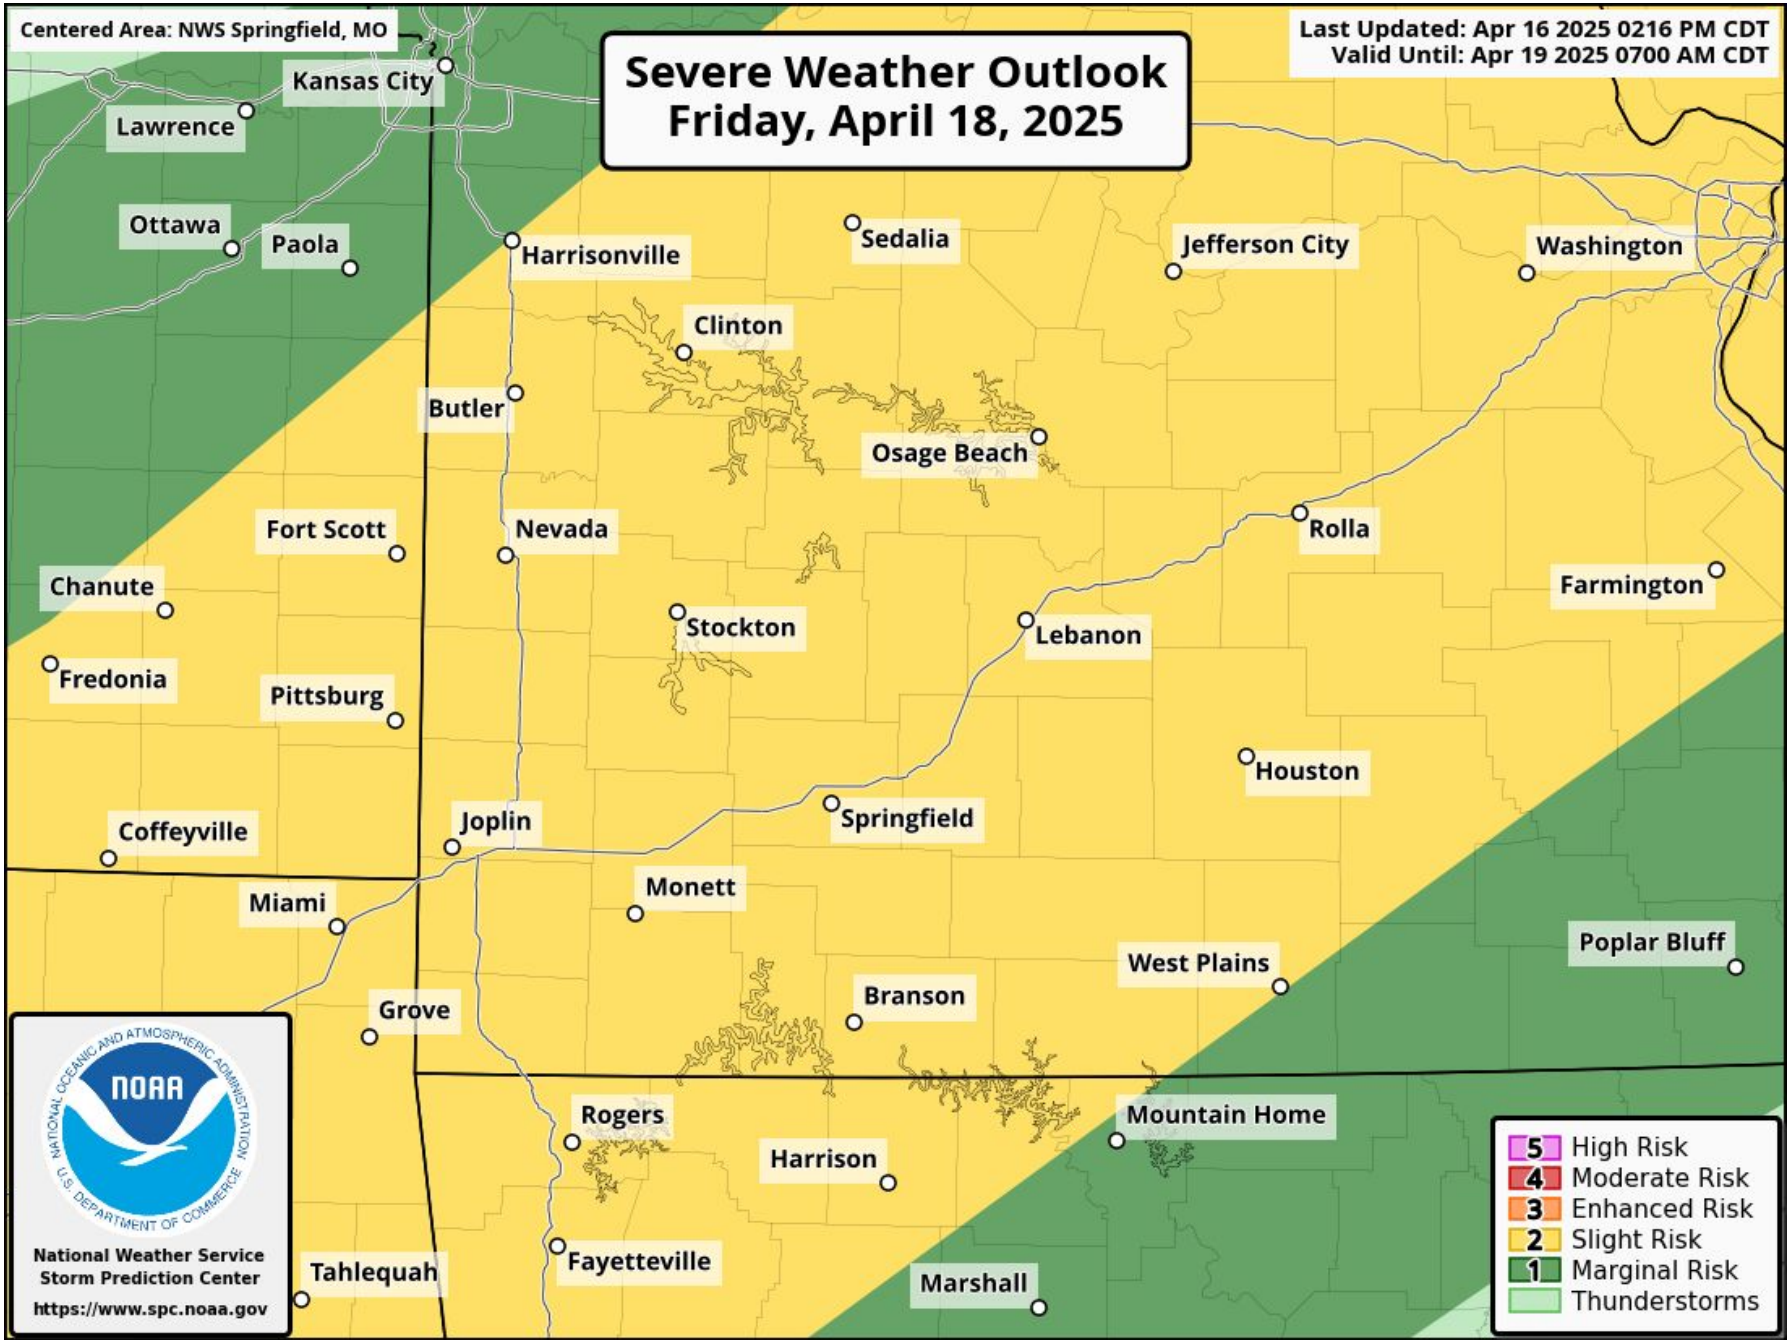 Centered Area: NWS Springfield, MO
Last Updated: Apr 16 2025 0216 PM CDT
Valid Until: Apr 19 2025 0700 AM CDT
Severe Weather Outlook
Friday, April 18, 2025
Kansas City
Lawrence
Ottawa
Paola
Harrisonville
Sedalia
Jefferson City
Washington
Clinton
Butler
Osage Beach
Fort Scott
Nevada
Rolla
Chanute
Farmington
Stockton
Lebanon
Fredonia
Pittsburg
Houston
Coffeyville
Joplin
Springfield
Miami
Monett
Poplar Bluff
West Plains
Grove
Branson
Rogers
Mountain Home
Harrison
Fayetteville
Tahlequah
Marshall
NATIONAL OCEANIC AND ATMOSPHERIC ADMINISTRATION
NOAA
U.S. DEPARTMENT OF COMMERCE
National Weather Service
Storm Prediction Center
https://www.spc.noaa.gov
5 High Risk
4 Moderate Risk
3 Enhanced Risk
2 Slight Risk
1 Marginal Risk
Thunderstorms